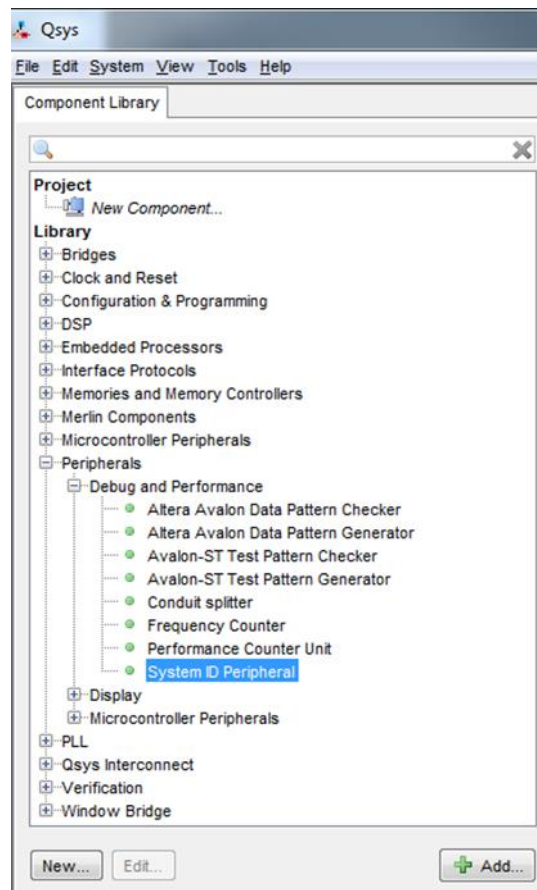 Qsys
File Edit System View Tools Help
Component Library
Project
New Component...
Library
Bridges
Clock and Reset
Configuration & Programming
DSP
Embedded Processors
Interface Protocols
Memories and Memory Controllers
Merlin Components
Microcontroller Peripherals
Peripherals
Debug and Performance
Altera Avalon Data Pattern Checker
Altera Avalon Data Pattern Generator
Avalon-ST Test Pattern Checker
Avalon-ST Test Pattern Generator
Conduit splitter
Frequency Counter
Performance Counter Unit
System ID Peripheral
Display
Microcontroller Peripherals
PLL
Qsys Interconnect
Verification
Window Bridge
New... Edit... Add...